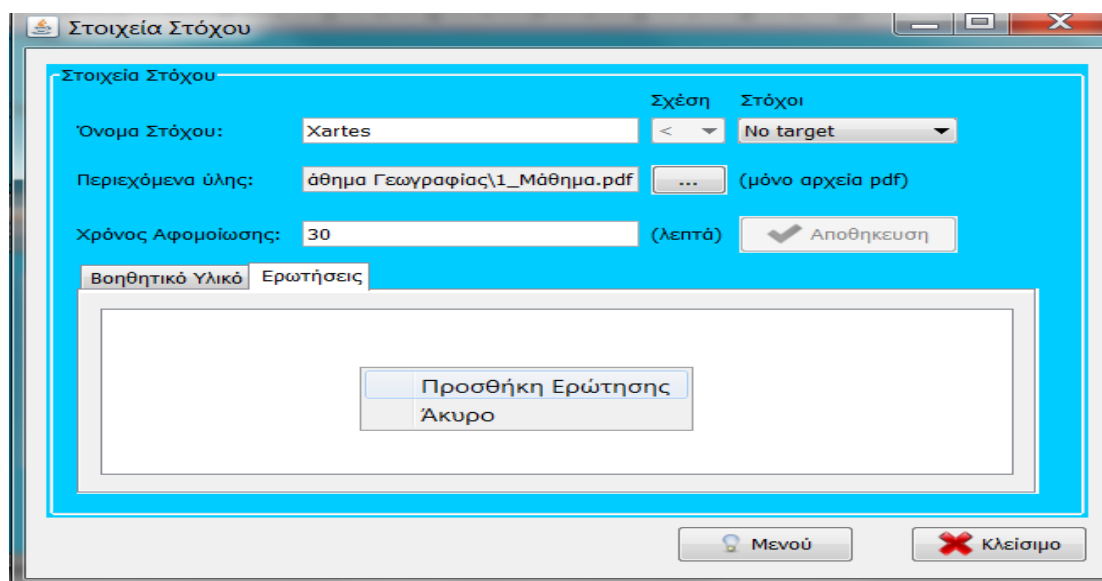 Στοιχεία Στόχου
Στοιχεία Στόχου
Σχέση Στόχοι
Όνομα Στόχου: Xartes < No target
Περιεχόμενα ύλης: άθημα Γεωγραφίας\1_Μάθημα.pdf ... (μόνο αρχεία pdf)
Χρόνος Αφομοίωσης: 30 (λεπτά) Αποθηκευση
Βοηθητικό Υλικό Ερωτήσεις
Προσθήκη Ερώτησης
Άκυρο
Μενού Κλείσιμο